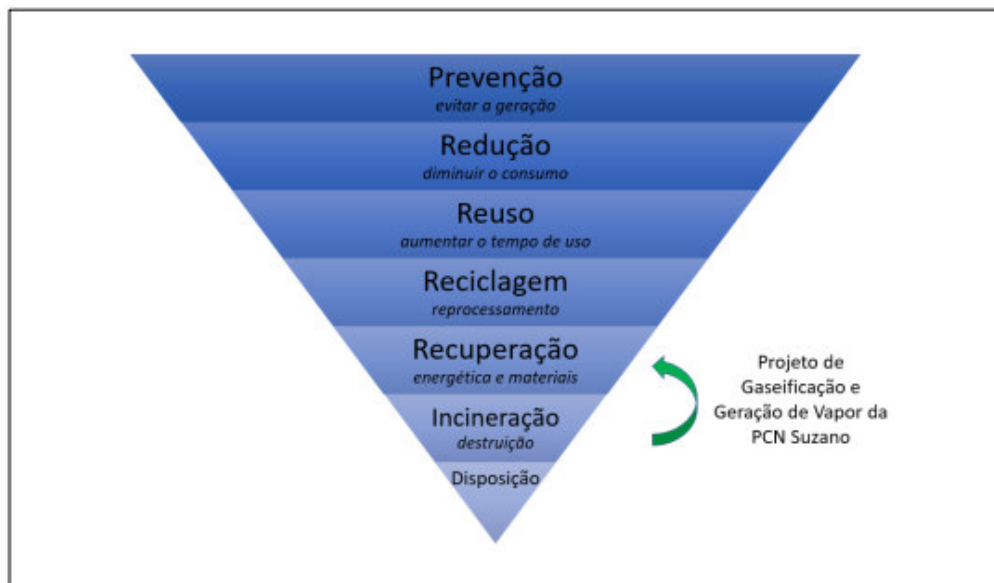 Prevenção
evitar a geração
Redução
diminuir o consumo
Reuso
aumentar o tempo de uso
Reciclagem
reprocessamento
Recuperação
energética e materiais
Incineração
destruição
Disposição
Projeto de
Gaseificação e
Geração de Vapor da
PCN Suzano